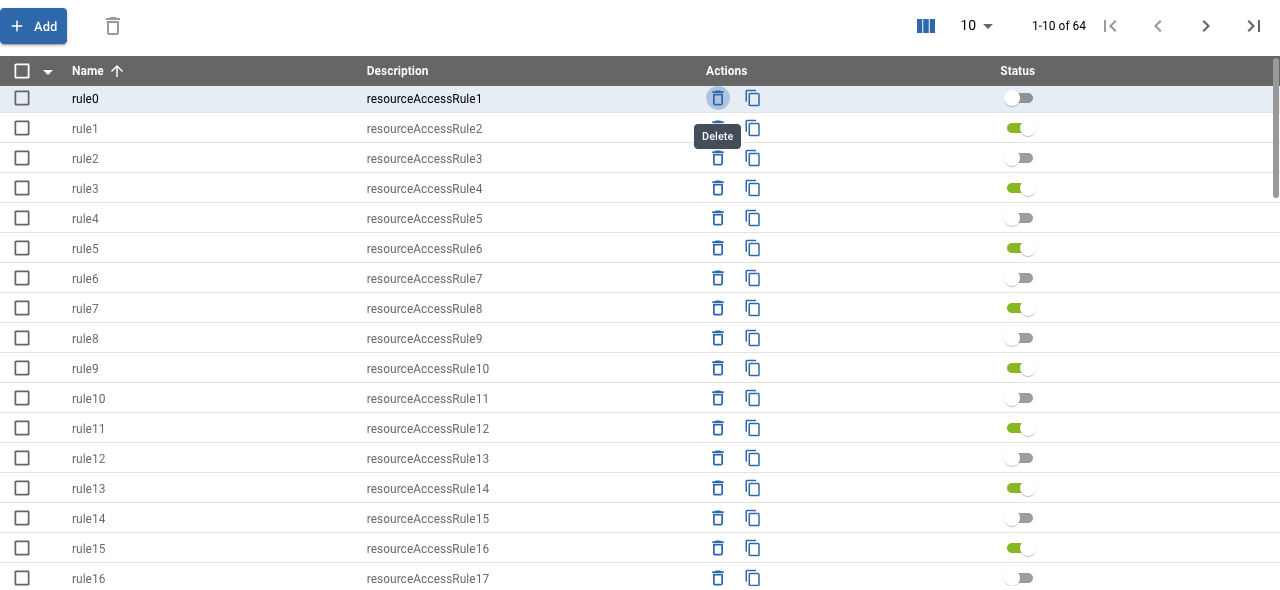 Add
10
1-10 of 64
Name Description Actions Status
rule0 resourceAccessRule1
rule1 resourceAccessRule2
Delete
rule2 resourceAccessRule3
rule3 resourceAccessRule4
rule4 resourceAccessRule5
rule5 resourceAccessRule6
rule6 resourceAccessRule7
rule7 resourceAccessRule8
rule8 resourceAccessRule9
rule9 resourceAccessRule10
rule10 resourceAccessRule11
rule11 resourceAccessRule12
rule12 resourceAccessRule13
rule13 resourceAccessRule14
rule14 resourceAccessRule15
rule15 resourceAccessRule16
rule16 resourceAccessRule17